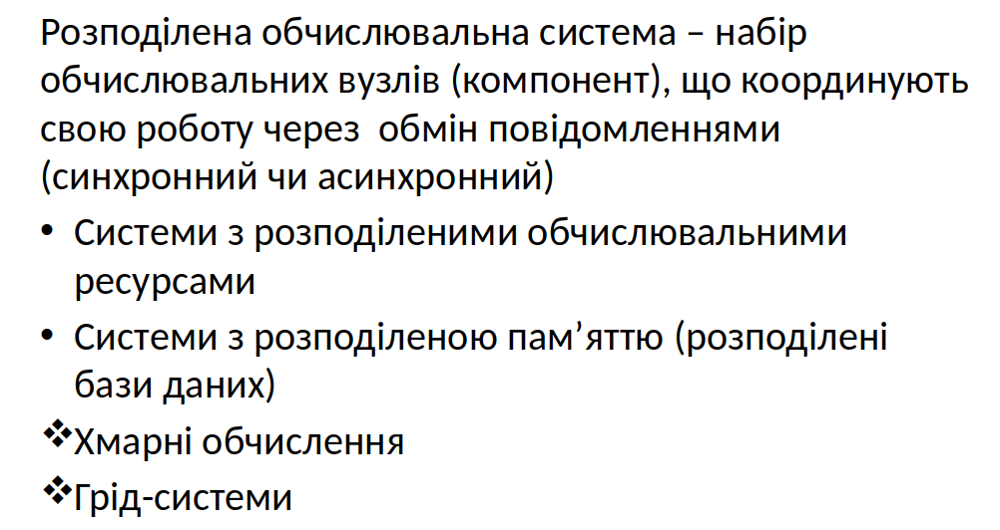 Розподілена обчислювальна система – набір
обчислювальних вузлів (компонент), що координують
свою роботу через  обмін повідомленнями
(синхронний чи асинхронний)
• Системи з розподіленими обчислювальними
ресурсами
• Системи з розподіленою пам’яттю (розподілені
бази даних)
❖Хмарні обчислення
❖Грід-системи